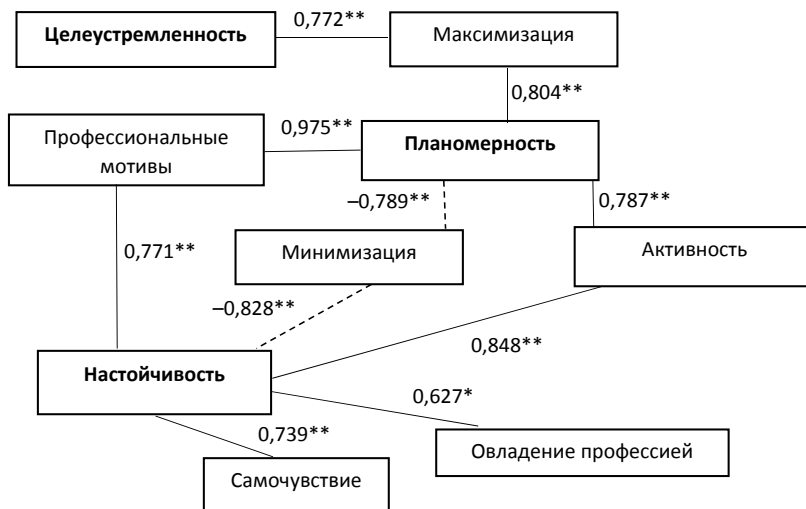 0,772**
Целеустремленность
Максимизация
0,804**
Профессиональные
мотивы
0,975**
Планомерность
–0,789**
0,787**
0,771**
Минимизация
Активность
–0,828**
0,848**
Настойчивость
0,627*
0,739**
Овладение профессией
Самочувствие